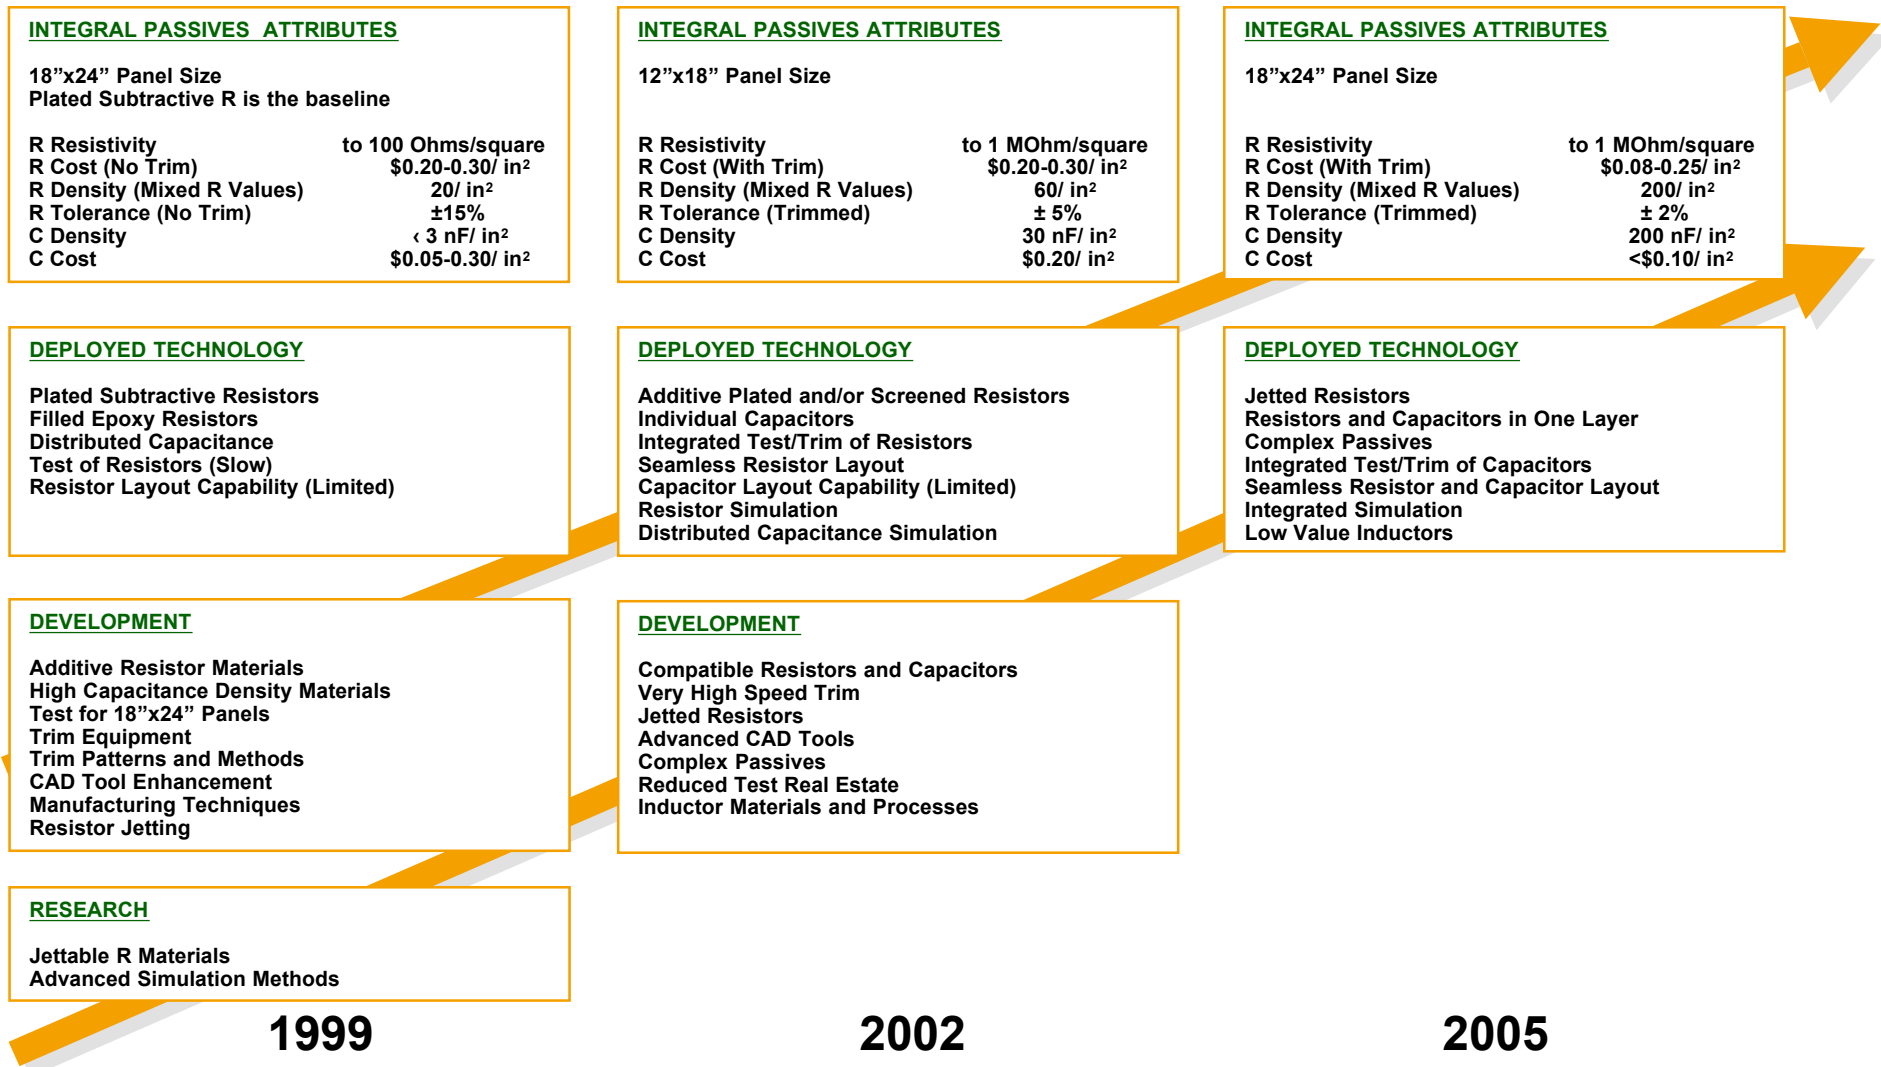 INTEGRAL PASSIVES  ATTRIBUTES
18”x24” Panel Size
Plated Subtractive R is the baseline
R Resistivity to 100 Ohms/square
R Cost (No Trim) $0.20-0.30/ in²
R Density (Mixed R Values) 20/ in²
R Tolerance (No Trim) ±15%
C Density ‹ 3 nF/ in²
C Cost $0.05-0.30/ in²
DEPLOYED TECHNOLOGY
Plated Subtractive Resistors
Filled Epoxy Resistors
Distributed Capacitance
Test of Resistors (Slow)
Resistor Layout Capability (Limited)
DEVELOPMENT
Additive Resistor Materials
High Capacitance Density Materials
Test for 18”x24” Panels
Trim Equipment
Trim Patterns and Methods
CAD Tool Enhancement
Manufacturing Techniques
Resistor Jetting
RESEARCH
Jettable R Materials
Advanced Simulation Methods
1999
INTEGRAL PASSIVES ATTRIBUTES
12”x18” Panel Size
R Resistivity to 1 MOhm/square
R Cost (With Trim) $0.20-0.30/ in²
R Density (Mixed R Values) 60/ in²
R Tolerance (Trimmed) ± 5%
C Density 30 nF/ in²
C Cost $0.20/ in²
DEPLOYED TECHNOLOGY
Additive Plated and/or Screened Resistors
Individual Capacitors
Integrated Test/Trim of Resistors
Seamless Resistor Layout
Capacitor Layout Capability (Limited)
Resistor Simulation
Distributed Capacitance Simulation
DEVELOPMENT
Compatible Resistors and Capacitors
Very High Speed Trim
Jetted Resistors
Advanced CAD Tools
Complex Passives
Reduced Test Real Estate
Inductor Materials and Processes
2002
INTEGRAL PASSIVES ATTRIBUTES
18”x24” Panel Size
R Resistivity to 1 MOhm/square
R Cost (With Trim) $0.08-0.25/ in²
R Density (Mixed R Values) 200/ in²
R Tolerance (Trimmed) ± 2%
C Density 200 nF/ in²
C Cost <$0.10/ in²
DEPLOYED TECHNOLOGY
Jetted Resistors
Resistors and Capacitors in One Layer
Complex Passives
Integrated Test/Trim of Capacitors
Seamless Resistor and Capacitor Layout
Integrated Simulation
Low Value Inductors
2005